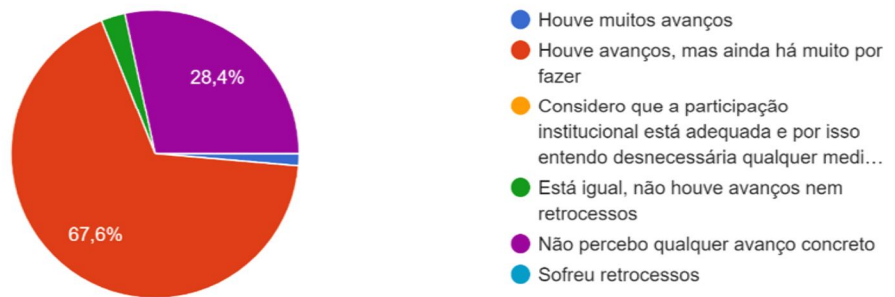 28,4%
67,6%
Houve muitos avanços
Houve avanços, mas ainda há muito por
fazer
Considero que a participação
institucional está adequada e por isso
entendo desnecessária qualquer medi…
Está igual, não houve avanços nem
retrocessos
Não percebo qualquer avanço concreto
Sofreu retrocessos